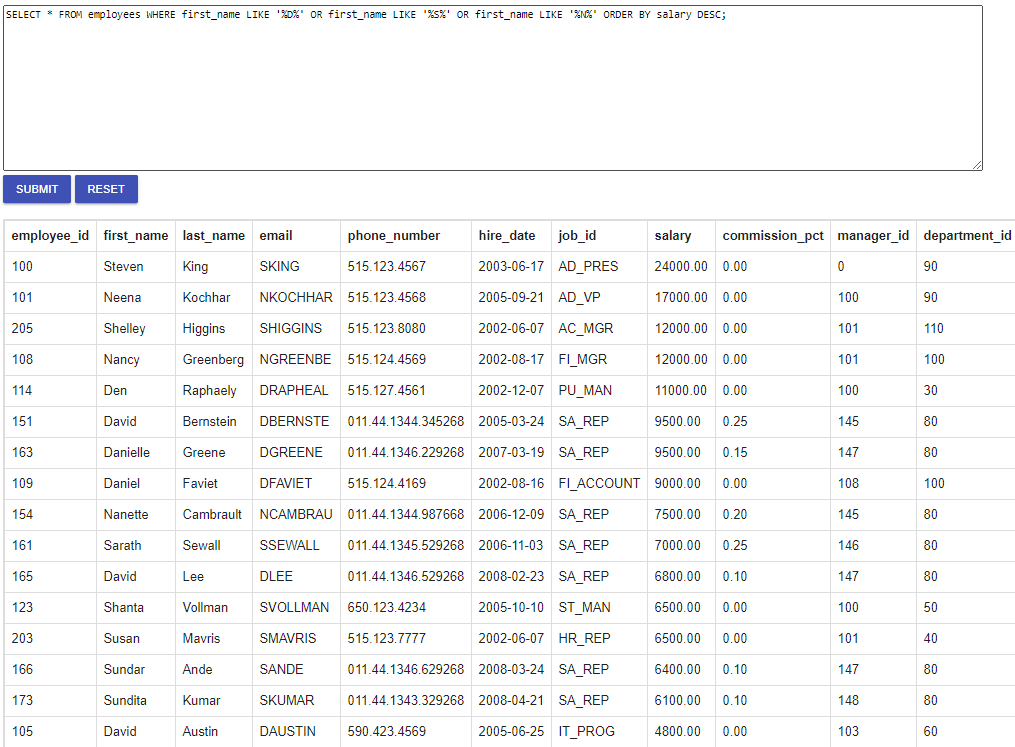 SELECT * FROM employees WHERE first_name LIKE '%D%' OR first_name LIKE '%S%' OR first_name LIKE '%N%' ORDER BY salary DESC;
SUBMIT RESET
employee_id first_name last_name email phone_number hire_date job_id salary commission_pct manager_id department_id
100 Steven King SKING 515.123.4567 2003-06-17 AD_PRES 24000.00 0.00 0 90
101 Neena Kochhar NKOCHHAR 515.123.4568 2005-09-21 AD_VP 17000.00 0.00 100 90
205 Shelley Higgins SHIGGINS 515.123.8080 2002-06-07 AC_MGR 12000.00 0.00 101 110
108 Nancy Greenberg NGREENBE 515.124.4569 2002-08-17 FI_MGR 12000.00 0.00 101 100
114 Den Raphaely DRAPHEAL 515.127.4561 2002-12-07 PU_MAN 11000.00 0.00 100 30
151 David Bernstein DBERNSTE 011.44.1344.345268 2005-03-24 SA_REP 9500.00 0.25 145 80
163 Danielle Greene DGREENE 011.44.1346.229268 2007-03-19 SA_REP 9500.00 0.15 147 80
109 Daniel Faviet DFAVIET 515.124.4169 2002-08-16 FI_ACCOUNT 9000.00 0.00 108 100
154 Nanette Cambrault NCAMBRAU 011.44.1344.987668 2006-12-09 SA_REP 7500.00 0.20 145 80
161 Sarath Sewall SSEWALL 011.44.1345.529268 2006-11-03 SA_REP 7000.00 0.25 146 80
165 David Lee DLEE 011.44.1346.529268 2008-02-23 SA_REP 6800.00 0.10 147 80
123 Shanta Vollman SVOLLMAN 650.123.4234 2005-10-10 ST_MAN 6500.00 0.00 100 50
203 Susan Mavris SMAVRIS 515.123.7777 2002-06-07 HR_REP 6500.00 0.00 101 40
166 Sundar Ande SANDE 011.44.1346.629268 2008-03-24 SA_REP 6400.00 0.10 147 80
173 Sundita Kumar SKUMAR 011.44.1343.329268 2008-04-21 SA_REP 6100.00 0.10 148 80
105 David Austin DAUSTIN 590.423.4569 2005-06-25 IT_PROG 4800.00 0.00 103 60